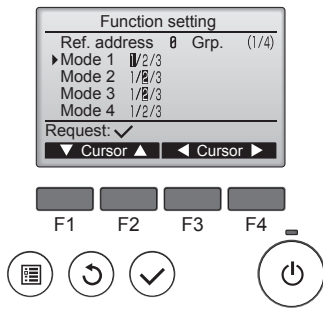 Function setting
Ref. address 0 Grp. (1/4)
Mode 1 1/2/3
Mode 2 1/2/3
Mode 3 1/2/3
Mode 4 1/2/3
Request: ✓
▼ Cursor ▲ ◀ Cursor ▶
F1 F2 F3 F4